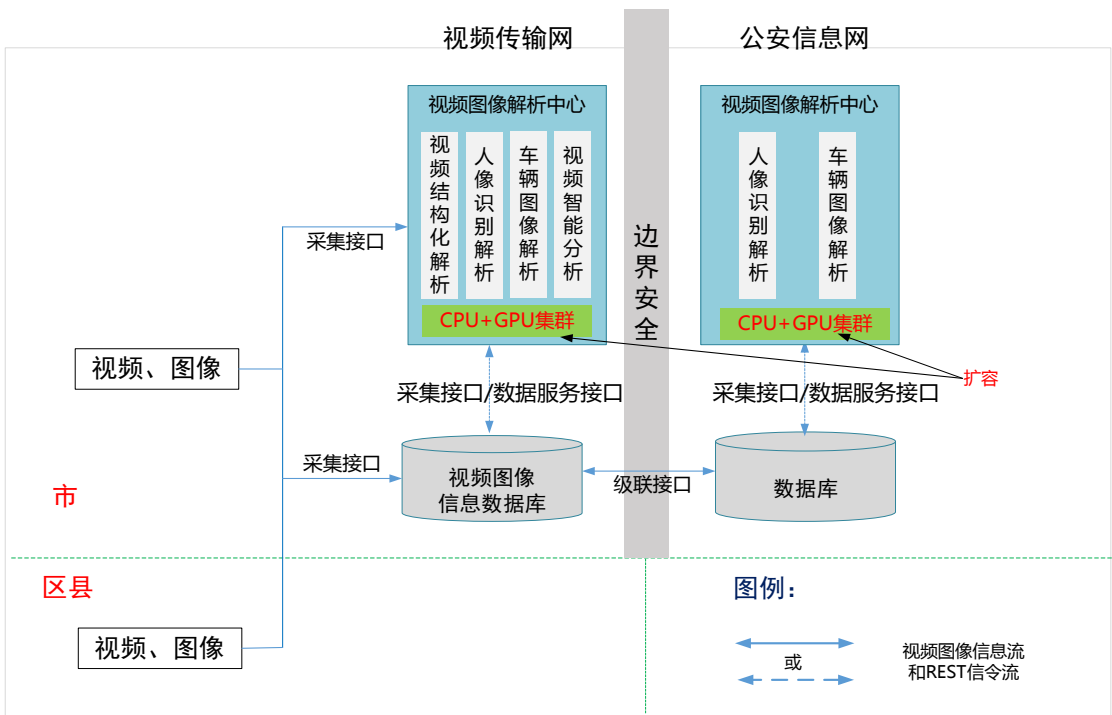 视频传输网
公安信息网
视频图像解析中心
视频结构化解析
人像识别解析
车辆图像解析
视频智能分析
CPU+GPU集群
边界安全
视频图像解析中心
人像识别解析
车辆图像解析
CPU+GPU集群
采集接口
视频、图像
扩容
采集接口/数据服务接口
采集接口/数据服务接口
采集接口
视频图像
信息数据库
级联接口
数据库
市
区县
视频、图像
图例：
或
视频图像信息流
和REST信令流